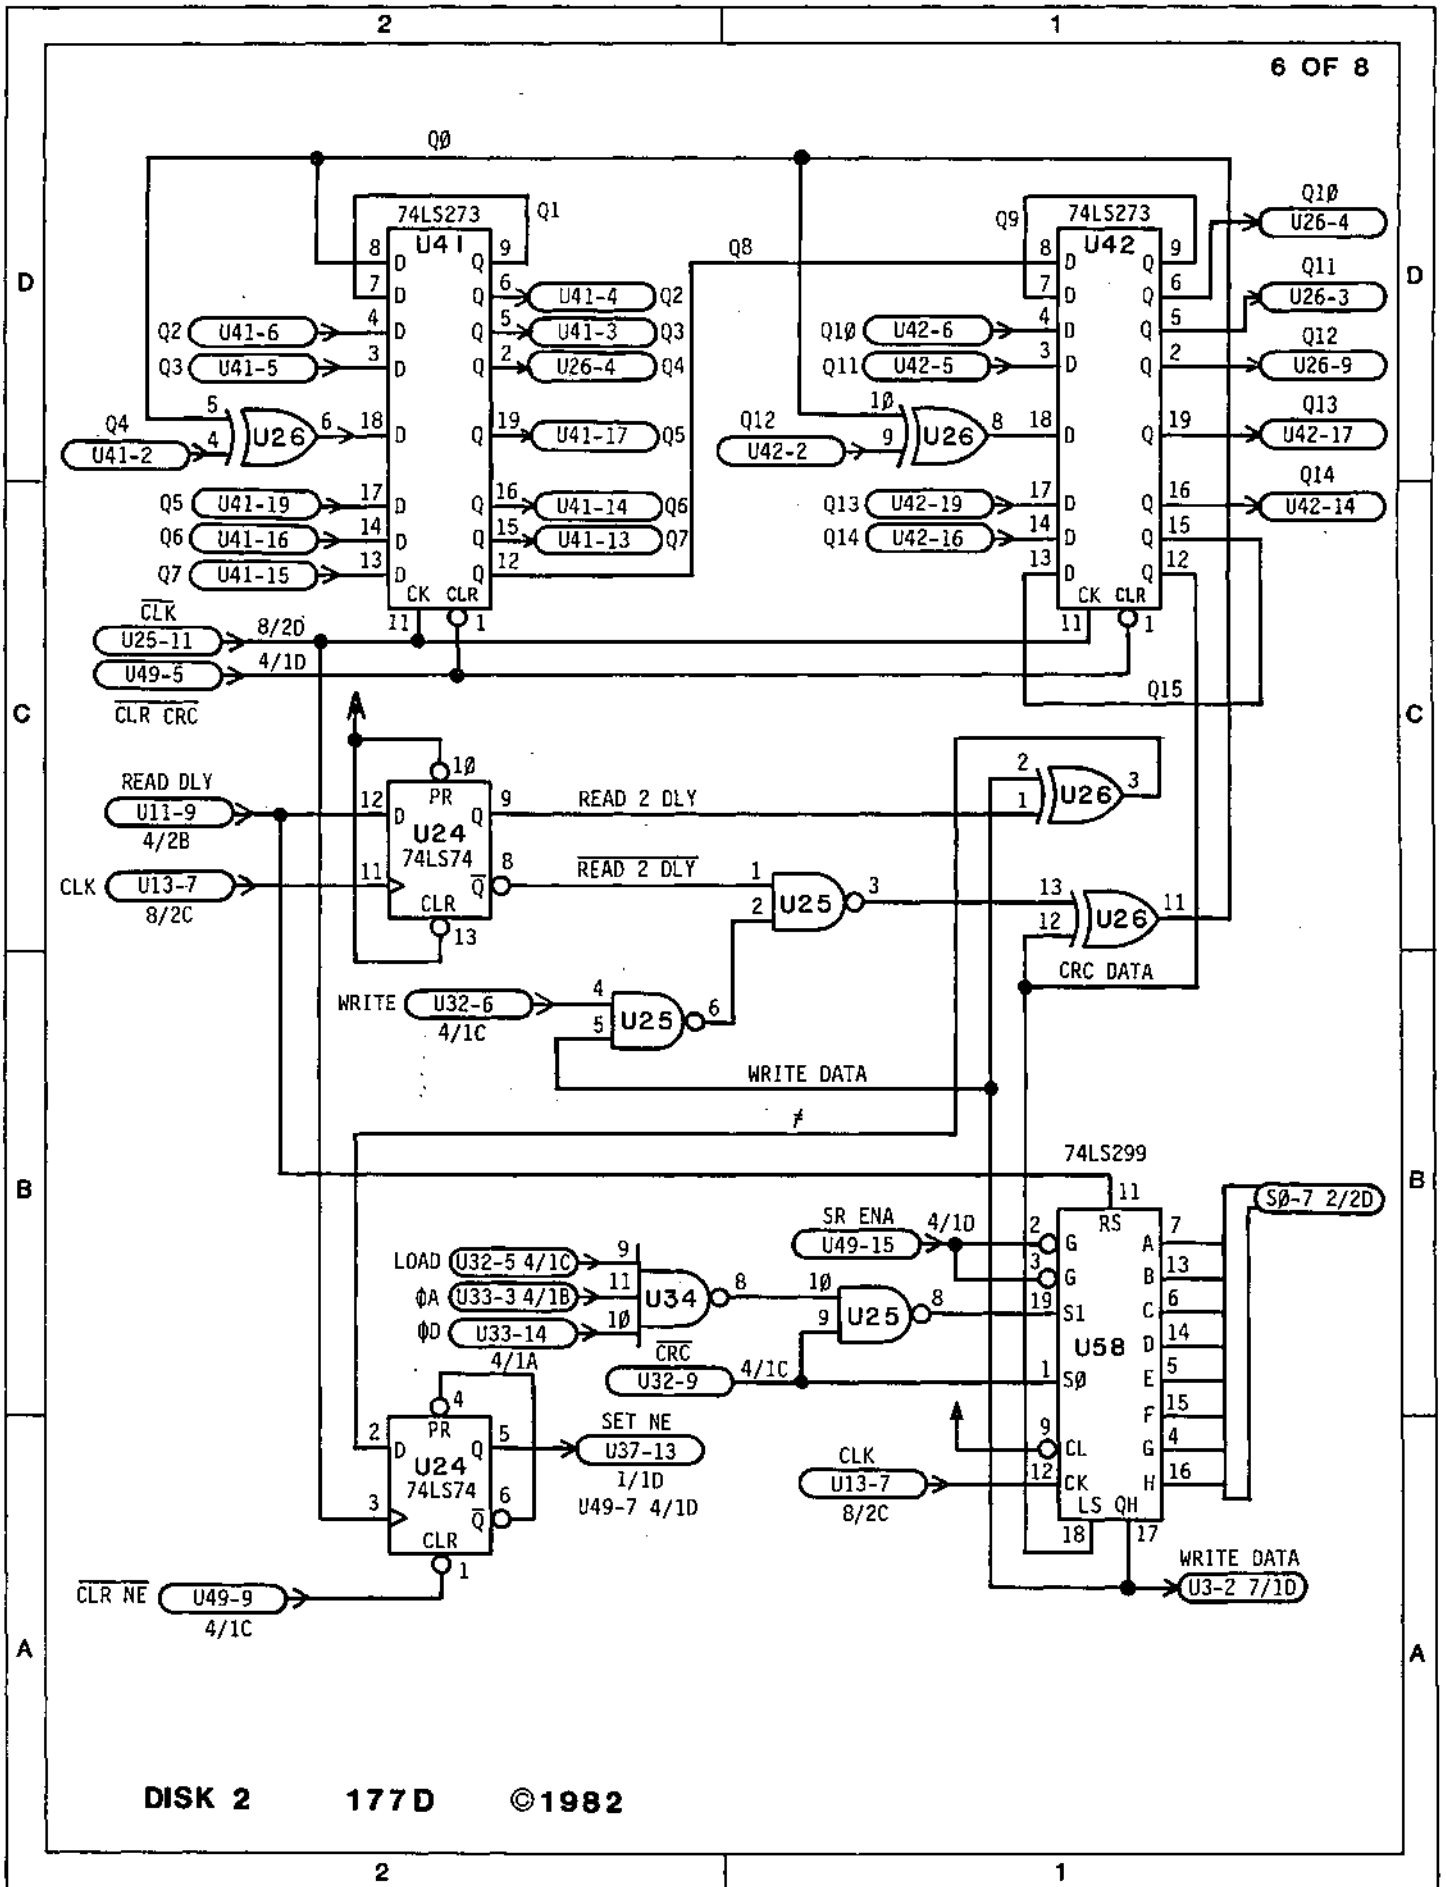 2 1
6 OF 8
QØ
74LS273 Q1
U41
8 D Q 9
7 D Q 6 U41-4 Q2
Q2 U41-6 4 D Q 5 U41-3 Q3
Q3 U41-5 3 D Q 2 U26-4 Q4
5
Q4 U41-2 4 U26 6 18 D Q 19 U41-17 Q5
Q5 U41-19 17 D Q 16 U41-14 Q6
Q6 U41-16 14 D Q 15 U41-13 Q7
Q7 U41-15 13 D Q 12
CK CLR
11 1
Q8
Q9 74LS273
U42
8 D Q 9
7 D Q 6 Q1Ø U26-4
Q1Ø U42-6 4 D Q 5 Q11 U26-3
Q11 U42-5 3 D Q 2 Q12 U26-9
1Ø
Q12 U42-2 9 U26 8 18 D Q 19 Q13 U42-17
Q13 U42-19 17 D Q 16 Q14 U42-14
Q14 U42-16 14 D Q 15
13 D Q 12
CK CLR
11 1
Q15
D D
CLK
U25-11 8/2D
U49-5 4/1D
CLR CRC
C C
READ DLY
U11-9
4/2B
CLK U13-7
8/2C
1Ø
PR
12 D Q 9
U24
74LS74
11 Q 8
CLR
13
READ 2 DLY
READ 2 DLY
2
1 U26 3
1
2 U25 3
13
12 U26 11
CRC DATA
WRITE U32-6
4/1C
4
5 U25 6
WRITE DATA
≠
B B
74LS299
11
RS
SR ENA
U49-15 4/1D
2 G A 7
3 G B 13
C 6
19 S1 D 14
U58
1 SØ E 5
F 15
9 CL G 4
12 CK H 16
LS QH
18 17
SØ-7 2/2D
LOAD U32-5 4/1C 9
ϕA U33-3 4/1B 11
ϕD U33-14 1Ø
4/1A
U34 8
1Ø
9 U25 8
CRC
U32-9 4/1C
4
PR
2 D Q 5
U24
74LS74
3 Q 6
CLR
1
SET NE
U37-13
1/1D
U49-7 4/1D
CLK
U13-7
8/2C
CLR NE U49-9
4/1C
WRITE DATA
U3-2 7/1D
A A
DISK 2 177D ©1982
2 1